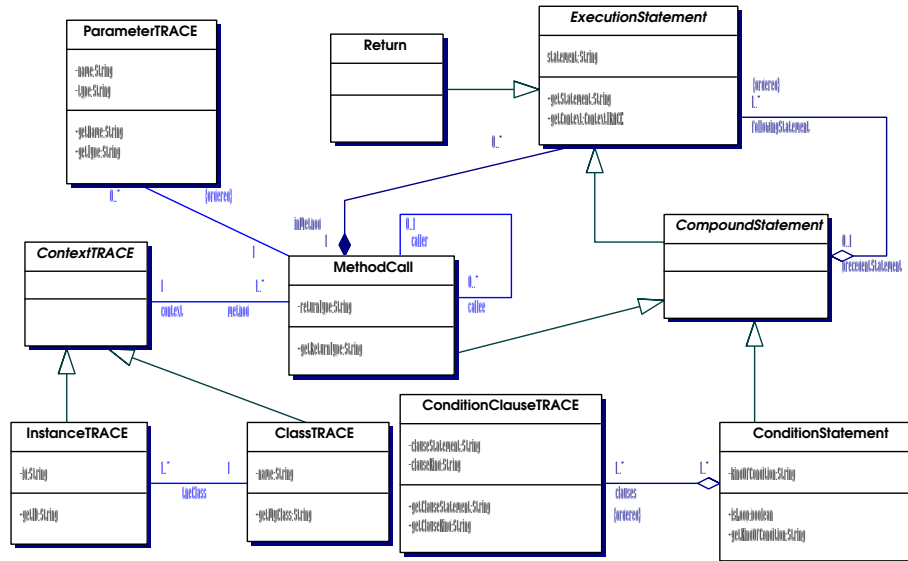 ParameterTRACE
-name:String
-type:String
-getName:String
-getType:String
Return
ExecutionStatement
statement:String
-getStatement:String
-getContext:ContextTRACE
{ordered}
1..*
followingStatement
0..*
0..*
{ordered}
inMethod
1
0..1
caller
CompoundStatement
0..1
precedentStatement
ContextTRACE
1
MethodCall
-returnType:String
-getReturnType:String
0..*
callee
1
1..*
context
Method
InstanceTRACE
-id:String
-getID:String
1..*
1
theClass
ClassTRACE
-name:String
-getMyClass:String
ConditionClauseTRACE
-clauseStatement:String
-clauseKind:String
-getClauseStatement:String
-getClauseKind:String
1..*
1..*
clauses
{ordered}
ConditionStatement
-kindOfCondition:String
-isLoop:boolean
-getKindOfCondition:String